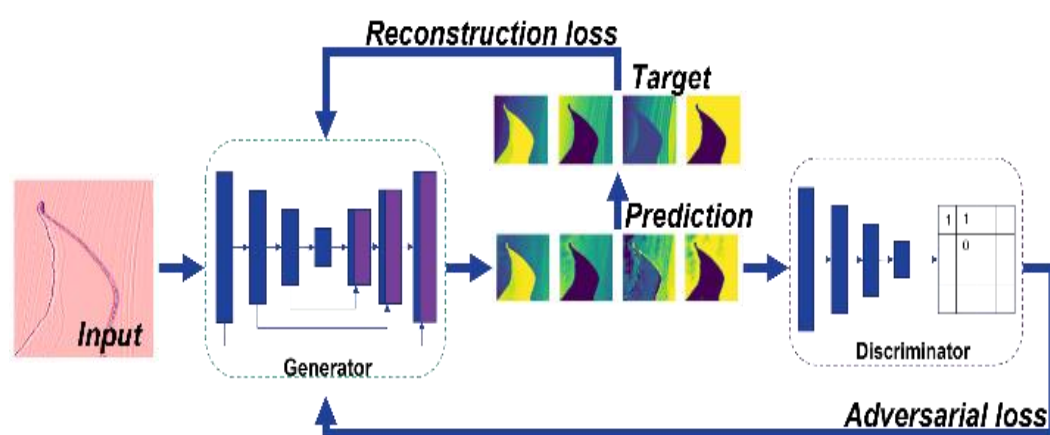 Reconstruction loss
Target
Prediction
Input
Generator
1 1
0
Discriminator
Adversarial loss